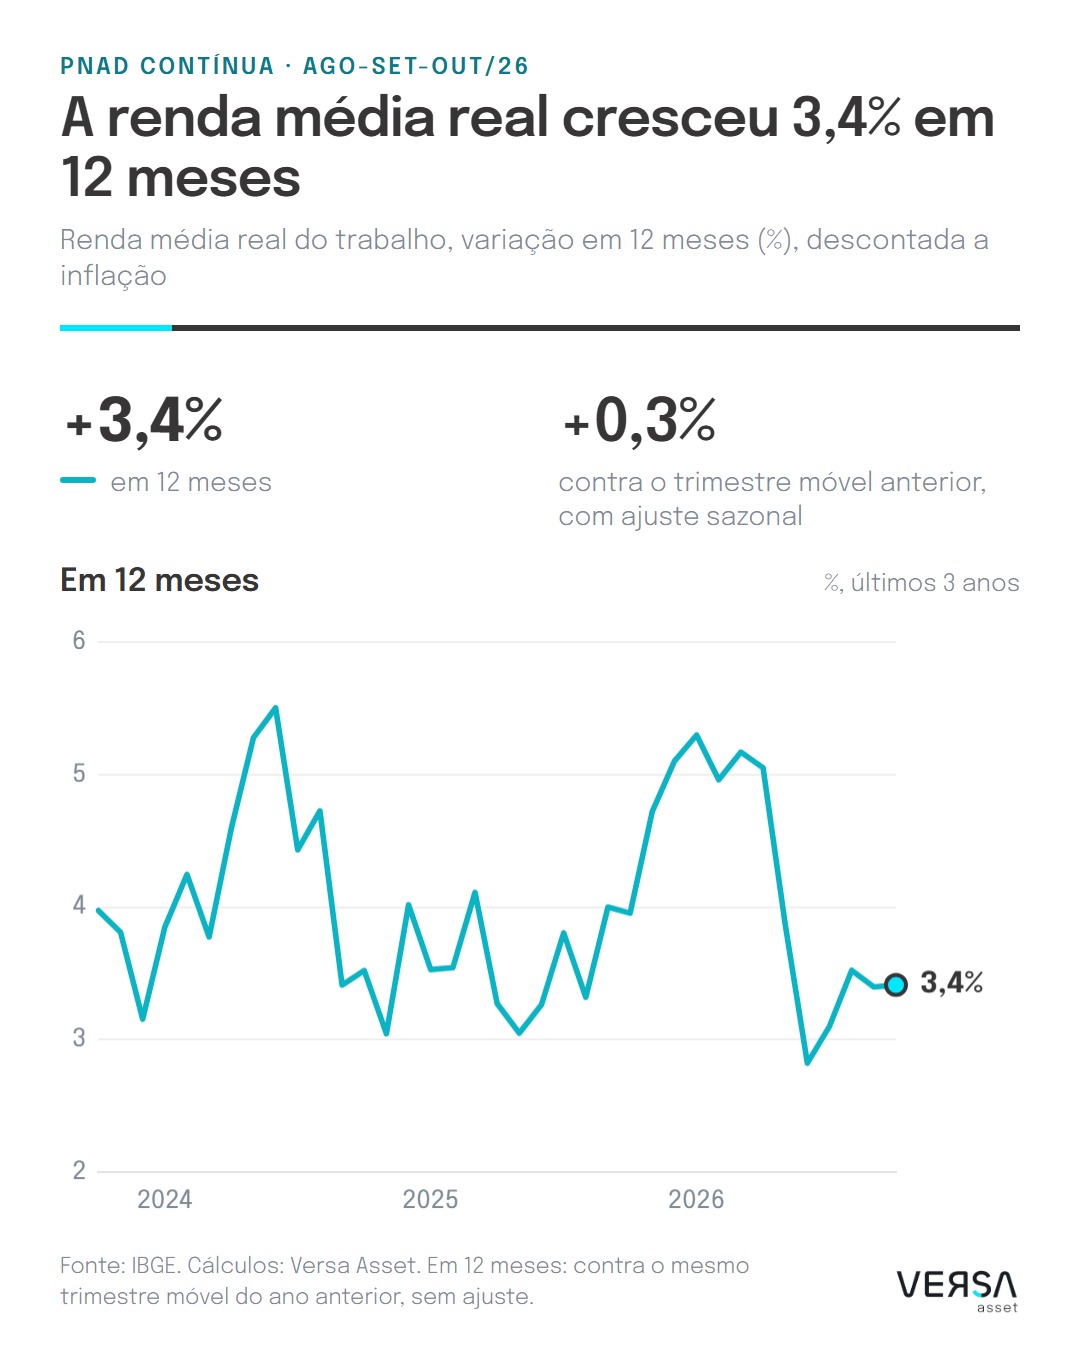 PNAD CONTÍNUA · AGO-SET-OUT/26
A renda média real cresceu 3,4% em
12 meses
Renda média real do trabalho, variação em 12 meses (%), descontada a
inflação
+3,4%
em 12 meses
+0,3%
contra o trimestre móvel anterior,
com ajuste sazonal
Em 12 meses
%, últimos 3 anos
6
5
4
3
2
3,4%
2024
2025
2026
Fonte: IBGE. Cálculos: Versa Asset. Em 12 meses: contra o mesmo
trimestre móvel do ano anterior, sem ajuste.
VERSA
asset